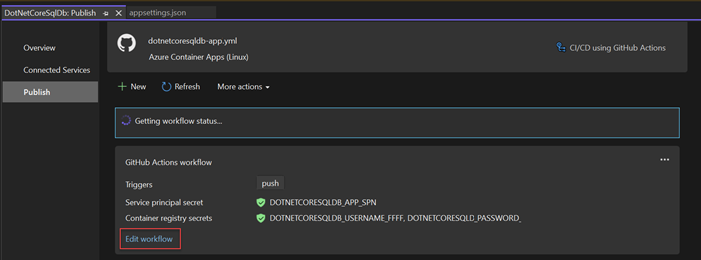 DotNetCoreSqlDb: Publish
appsettings.json
Overview
Connected Services
Publish
dotnetcoresqldb-app.yml
Azure Container Apps (Linux)
CI/CD using GitHub Actions
New Refresh More actions
Getting workflow status...
GitHub Actions workflow
Triggers push
Service principal secret DOTNETCORESQLDB_APP_SPN
Container registry secrets DOTNETCORESQLDB_USERNAME_FFFF, DOTNETCORESQLD_PASSWORD_
Edit workflow